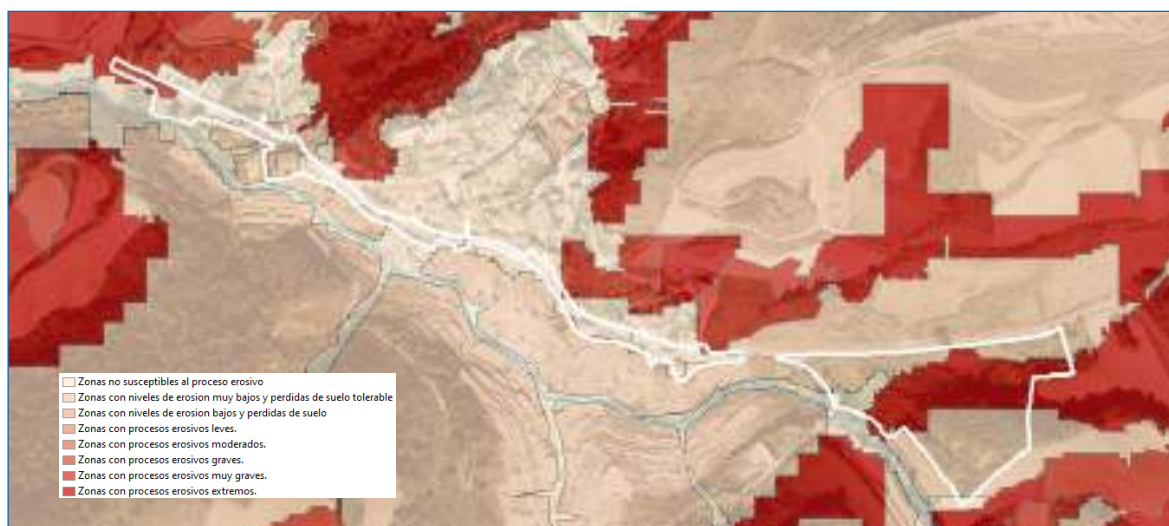 Zonas no susceptibles al proceso erosivo
Zonas con niveles de erosion muy bajos y perdidas de suelo tolerable
Zonas con niveles de erosion bajos y perdidas de suelo
Zonas con procesos erosivos leves.
Zonas con procesos erosivos moderados.
Zonas con procesos erosivos graves.
Zonas con procesos erosivos muy graves.
Zonas con procesos erosivos extremos.